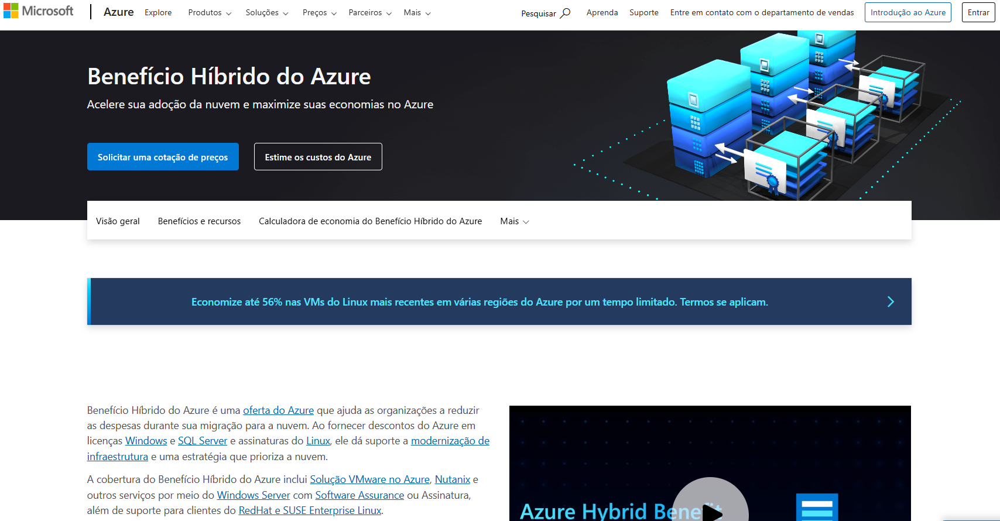 Microsoft
Azure
Explore
Produtos
Soluções
Preços
Parceiros
Mais
Pesquisar
Aprenda
Suporte
Entre em contato com o departamento de vendas
Introdução ao Azure
Entrar
Benefício Híbrido do Azure
Acelere sua adoção da nuvem e maximize suas economias no Azure
Solicitar uma cotação de preços
Estime os custos do Azure
Visão geral
Benefícios e recursos
Calculadora de economia do Benefício Híbrido do Azure
Mais
Economize até 56% nas VMs do Linux mais recentes em várias regiões do Azure por um tempo limitado. Termos se aplicam.
Benefício Híbrido do Azure é uma oferta do Azure que ajuda as organizações a reduzir
as despesas durante sua migração para a nuvem. Ao fornecer descontos do Azure em
licenças Windows e SQL Server e assinaturas do Linux, ele dá suporte a modernização de
infraestrutura e uma estratégia que prioriza a nuvem.
A cobertura do Benefício Híbrido do Azure inclui Solução VMware no Azure, Nutanix e
outros serviços por meio do Windows Server com Software Assurance ou Assinatura,
além de suporte para clientes do RedHat e SUSE Enterprise Linux.
Azure Hybrid Benefit